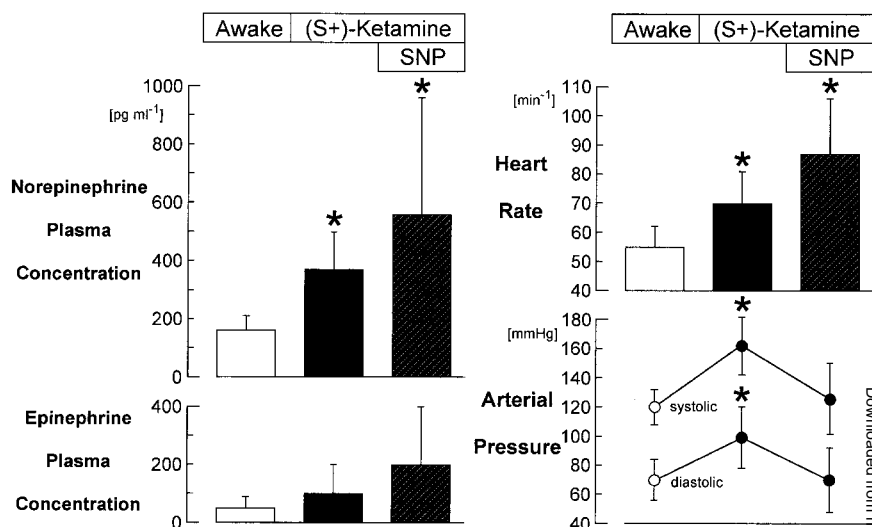 Awake (S+)-Ketamine
SNP
*
1000
[pg ml⁻¹]
800
Norepinephrine
600
*
Plasma
400
Concentration
200
0
Epinephrine
400
Plasma
200
Concentration
0
Awake (S+)-Ketamine
SNP
*
[min⁻¹]
110
100
90
Heart
80
*
Rate
70
60
50
40
*
[mmHg]
180
160
140
Arterial
120
systolic
*
Pressure
100
80
diastolic
60
40
Downloaded from